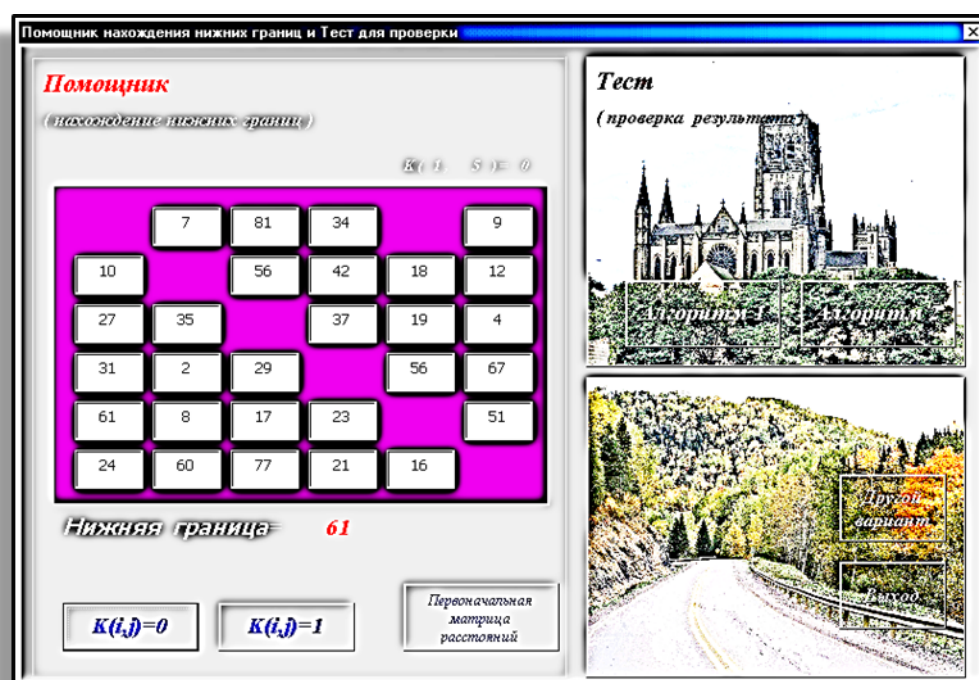 Помощник нахождения нижних границ и Тест для проверки
Помощник
( нахождение нижних границ )
K( 1, 5 )= 0
7 81 34 9
10 56 42 18 12
27 35 37 19 4
31 2 29 56 67
61 8 17 23 51
24 60 77 21 16
Нижняя граница= 61
K(i,j)=0 K(i,j)=1
Первоначальная
матрица
расстояний
Тест
( проверка результата )
Алгоритм 1 Алгоритм
Другой
вариант
Выход